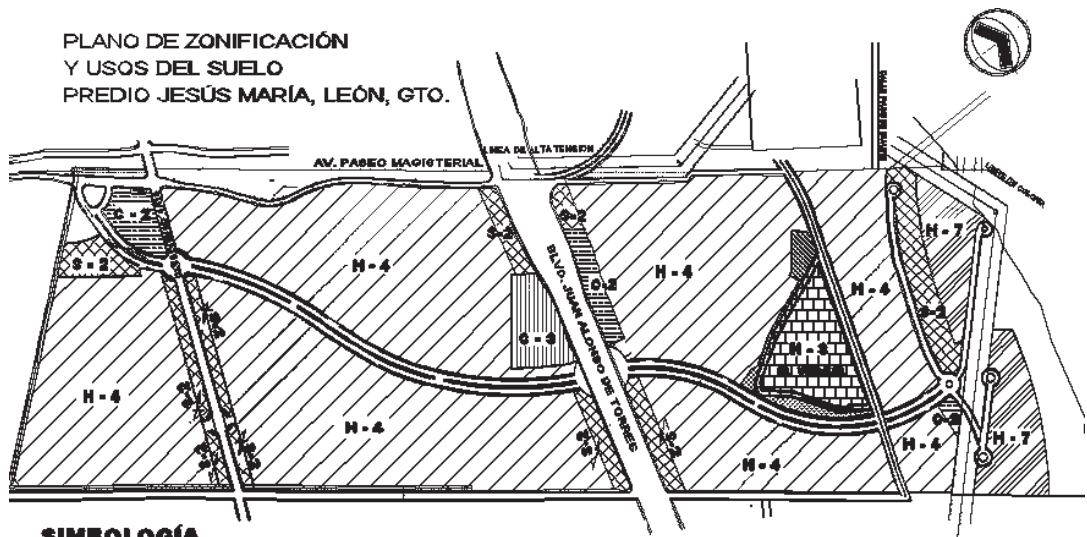 PLANO DE ZONIFICACIÓN
Y USOS DEL SUELO
PREDIO JESÚS MARÍA, LEÓN, GTO.
LINEA DE ALTA TENSION
AV. PASEO MAGISTERIAL
C - 2
S - 2
S-2
S-2
H - 7
H - 4
H - 4
H - 4
C-2
BLVD. JUAN ALONSO DE TORRES
S-2
C - 3
H - 4
H - 4
H - 4
H - 4
C-2
H - 7
SIMBOLOGÍA